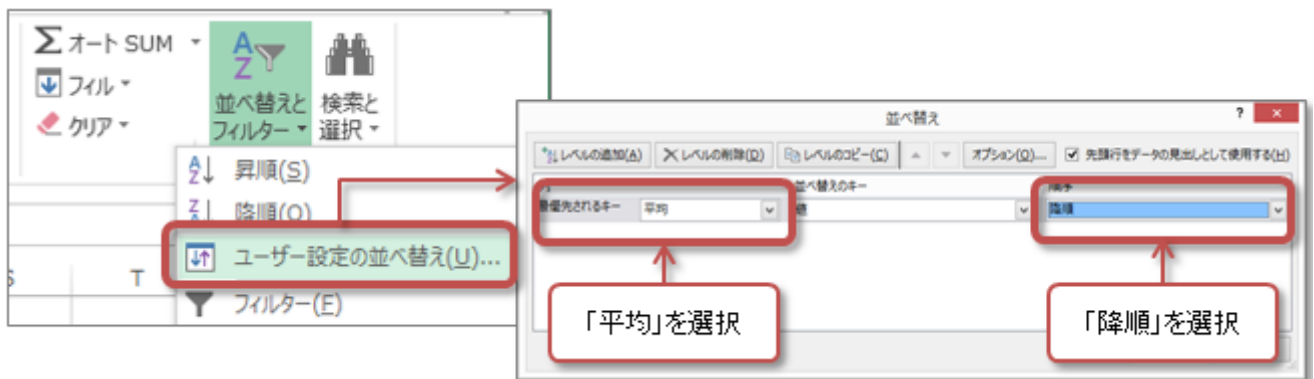 オート SUM
フィル
クリア
並べ替えと
フィルター
検索と
選択
昇順(S)
降順(O)
ユーザー設定の並べ替え(U)...
フィルター(F)
T
並べ替え
?
レベルの追加(A)
レベルの削除(D)
レベルのコピー(C)
オプション(O)...
先頭行をデータの見出しとして使用する(H)
並べ替えのキー
最優先されるキー
平均
値
降順
「平均」を選択
「降順」を選択